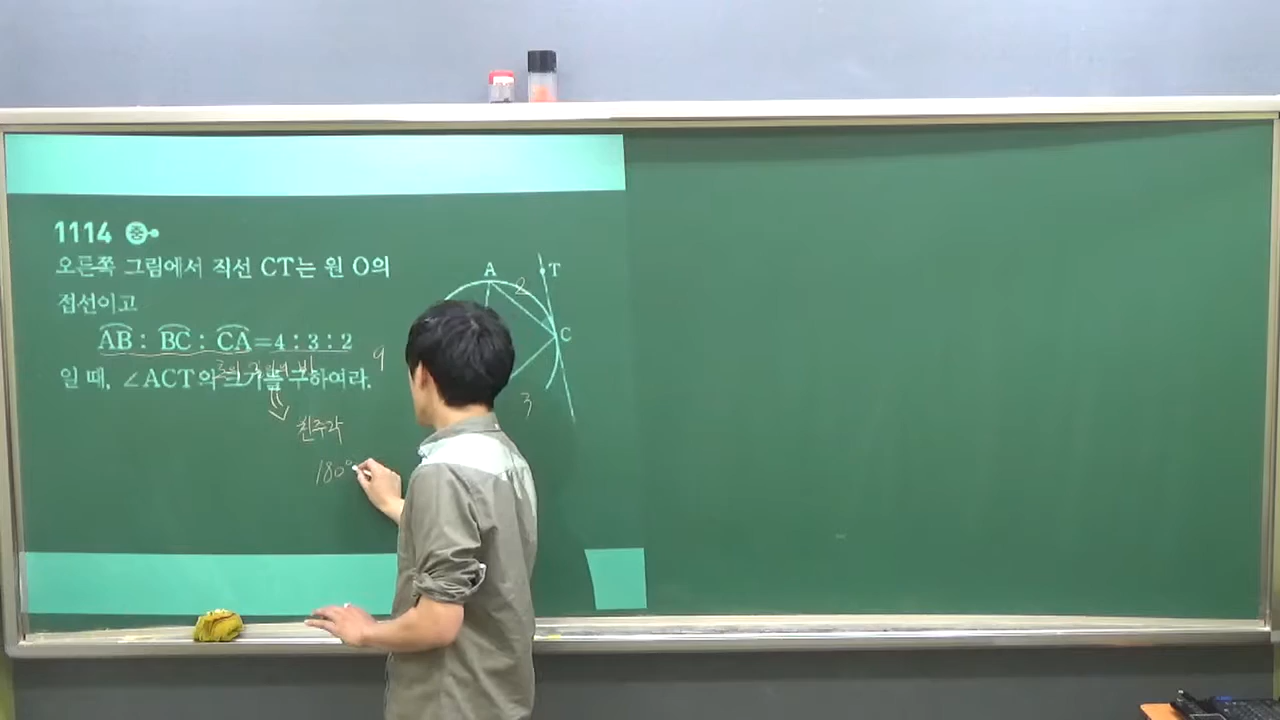 1114 중
오른쪽 그림에서 직선 CT는 원 O의
접선이고
AB : BC : CA=4 : 3 : 2
9
일 때, ∠ACT의 크기를 구하여라.
원주각
180°
A
T
2
C
3